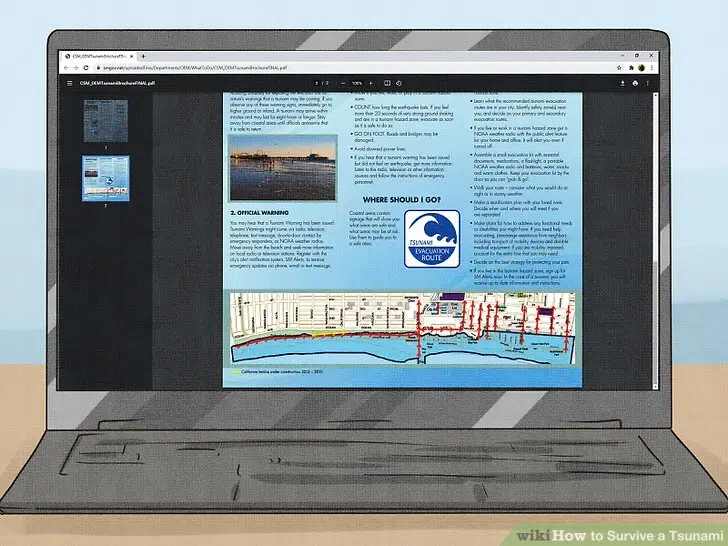 CSM_DEMTsunamiBrochureFINAL.pdf
CSM_DEMTsunamiBrochureFINAL.pdf
2 / 2
100%
1
2
nature's warnings that a tsunami may be coming. If you
observe any of these warning signs, immediately go to
higher ground or inland. A tsunami may arrive within
minutes and may last for eight hours or longer. Stay
away from coastal areas until officials announce that
it is safe to return.
2. OFFICIAL WARNING
You may hear that a Tsunami Warning has been issued.
Tsunami Warnings might come via radio, television,
telephone, text message, door-to-door contact by
emergency responders, or NOAA weather radios.
Move away from the beach and seek more information
on local radio or television stations. Register with the
city's alert notification system, SM Alerts, to receive
emergency updates via phone, email or text message.
zone.
• COUNT how long the earthquake lasts. If you feel
more than 20 seconds of very strong ground shaking
and are in a tsunami hazard zone, evacuate as soon
as it is safe to do so.
• GO ON FOOT. Roads and bridges may be
damaged.
• Avoid downed power lines.
• If you hear that a tsunami warning has been issued
but did not feel an earthquake, get more information.
Listen to the radio, television or other information
sources and follow the instructions of emergency
personnel.
WHERE SHOULD I GO?
Coastal areas contain
signage that will show you
what areas are safe and
what areas may be at risk.
Use them to guide you to
a safe area.
TSUNAMI
EVACUATION
ROUTE
• Learn what the recommended tsunami evacuation
routes are in your city. Identify safety zone(s) near
you, and decide on your primary and secondary
evacuation routes.
• If you live or work in a tsunami hazard zone get a
NOAA weather radio with the public alert feature
for your home and office. It will alert you even if
turned off.
• Assemble a small evacuation kit with essential
documents, medications, a flashlight, a portable
NOAA weather radio and batteries, water, snacks
and warm clothes. Keep your evacuation kit by the
door so you can "grab & go".
• Walk your route – consider what you would do at
night or in stormy weather.
• Make a reunification plan with your loved ones.
Decide when and where you will meet if you
are separated.
• Make plans for how to address any functional needs
or disabilities you might have. If you need help
evacuating, prearrange assistance from neighbors,
including transport of mobility devices and durable
medical equipment. If you are mobility impaired,
account for the extra time that you may need.
• Decide on the best strategy for protecting your pets.
• If you live in the tsunami hazard zone, sign up for
SM Alerts now. In the case of a tsunami, you will
receive up to date information and instructions.
California Incline under construction: 2013 – 2015
wikiHow to Survive a Tsunami